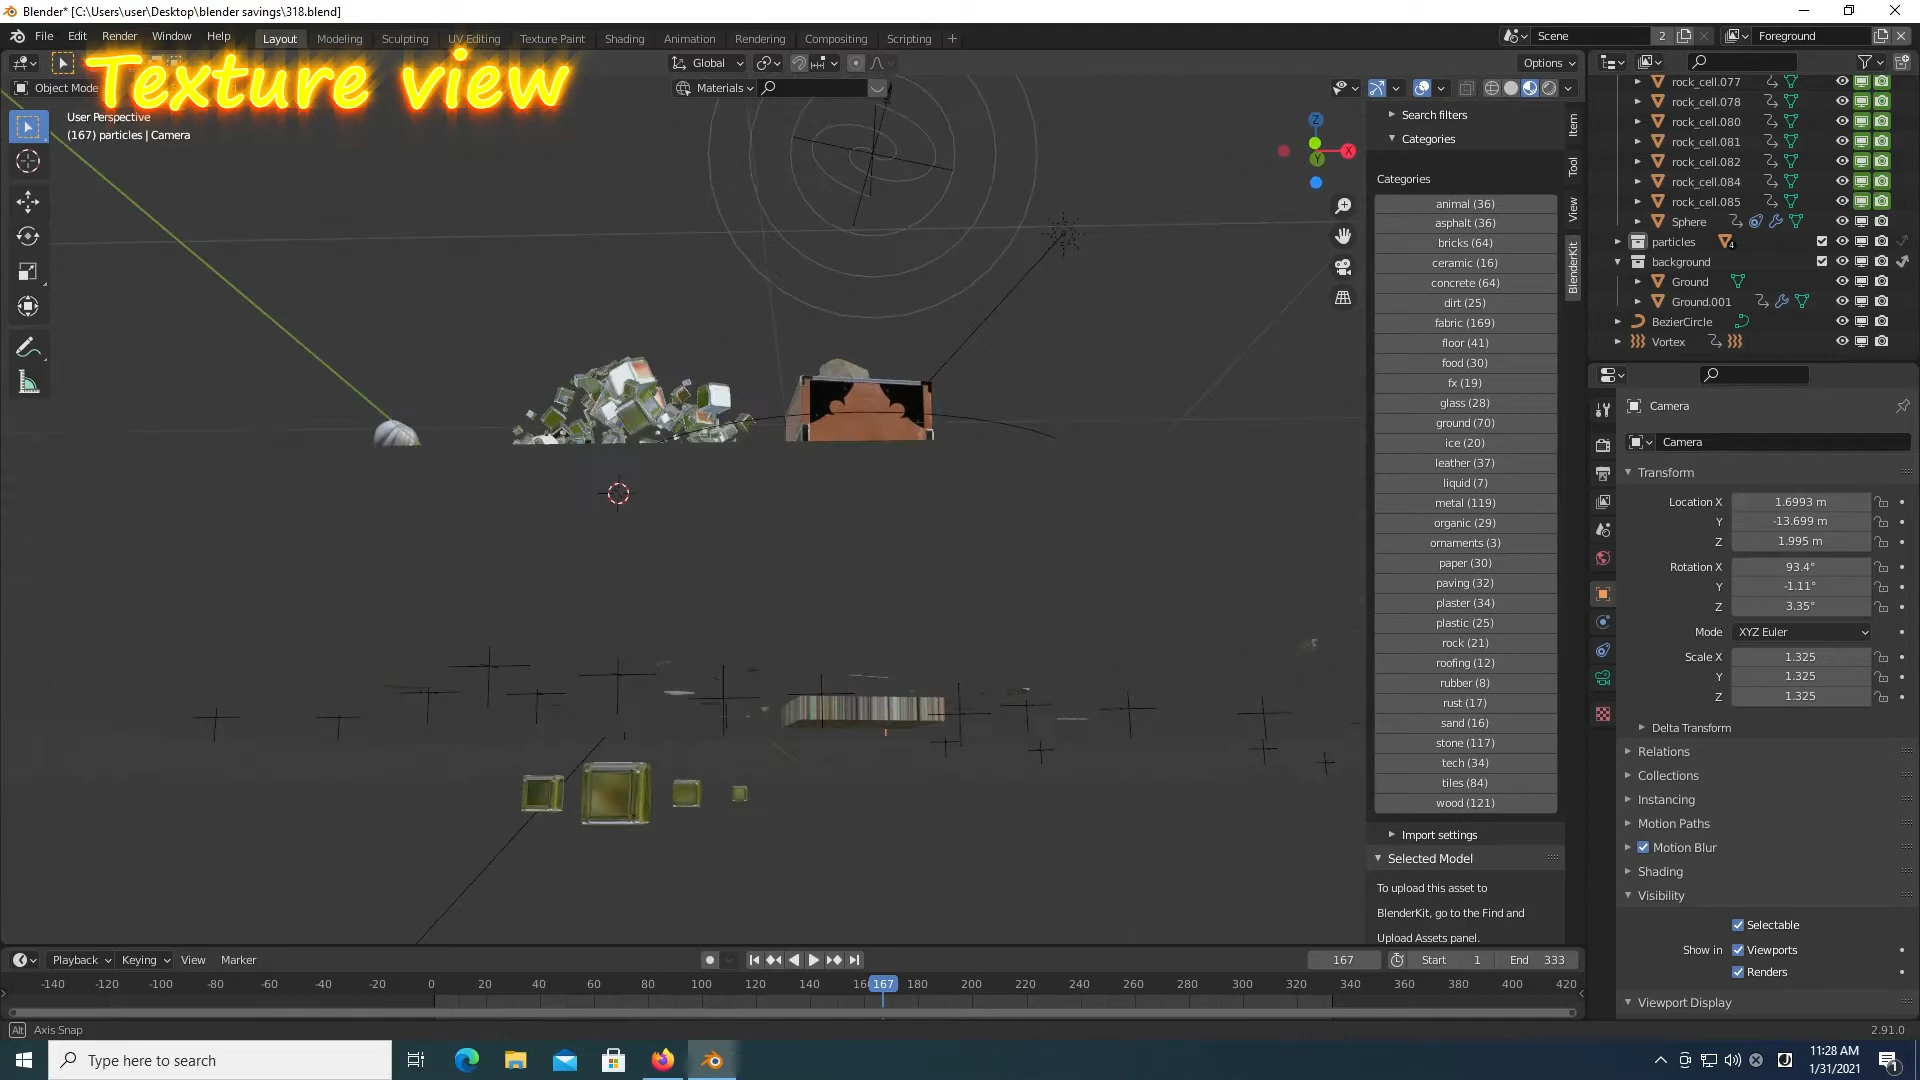 Blender* [C:\Users\user\Desktop\blender savings\318.blend]
File Edit Render Window Help
Layout Modeling Sculpting UV Editing Texture Paint Shading Animation Rendering Compositing Scripting +
Scene 2 Foreground
Texture view
Global
Options
Object Mode
Materials
User Perspective
(167) particles | Camera
Z
X
Y
Search filters
Categories
Categories
animal (36)
asphalt (36)
bricks (64)
ceramic (16)
concrete (64)
dirt (25)
fabric (169)
floor (41)
food (30)
fx (19)
glass (28)
ground (70)
ice (20)
leather (37)
liquid (7)
metal (119)
organic (29)
ornaments (3)
paper (30)
paving (32)
plaster (34)
plastic (25)
rock (21)
roofing (12)
rubber (8)
rust (17)
sand (16)
stone (117)
tech (34)
tiles (84)
wood (121)
Import settings
Selected Model
To upload this asset to
BlenderKit, go to the Find and
Upload Assets panel.
Item
Tool
View
BlenderKit
rock_cell.077
rock_cell.078
rock_cell.080
rock_cell.081
rock_cell.082
rock_cell.084
rock_cell.085
Sphere
particles 4
background
Ground
Ground.001
BezierCircle
Vortex
Camera
Camera
Transform
Location X 1.6993 m
Y -13.699 m
Z 1.995 m
Rotation X 93.4°
Y -1.11°
Z 3.35°
Mode XYZ Euler
Scale X 1.325
Y 1.325
Z 1.325
Delta Transform
Relations
Collections
Instancing
Motion Paths
Motion Blur
Shading
Visibility
Selectable
Show in Viewports
Renders
Viewport Display
Playback Keying View Marker
167 Start 1 End 333
-140 -120 -100 -80 -60 -40 -20 0 20 40 60 80 100 120 140 167 180 200 220 240 260 280 300 320 340 360 380 400 420
Alt Axis Snap
2.91.0
Type here to search
11:28 AM
1/31/2021
1